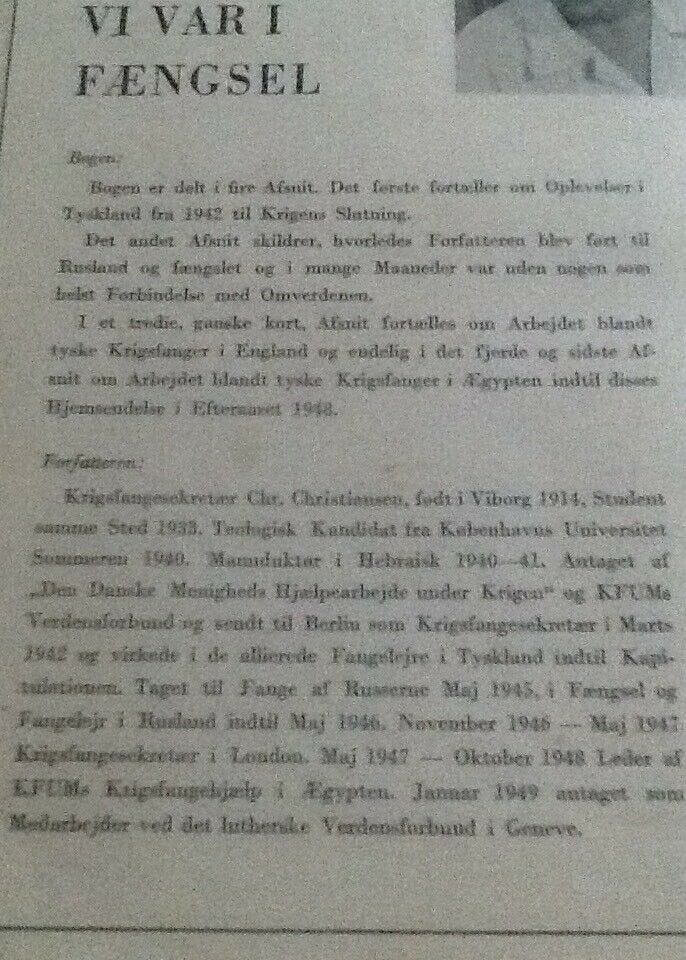 VI VAR I
FÆNGSEL
Bogen:
Bogen er delt i fire Afsnit. Det første fortæller om Oplevelser i
Tyskland fra 1942 til Krigens Slutning.
Det andet Afsnit skildrer, hvorledes Forfatteren blev ført til
Rusland og fængslet og i mange Maaneder var uden nogen som
helst Forbindelse med Omverdenen.
I et tredie, ganske kort, Afsnit fortælles om Arbejdet blandt
tyske Krigsfanger i England og endelig i det fjerde og sidste Af-
snit om Arbejdet blandt tyske Krigsfanger i Ægypten indtil disses
Hjemsendelse i Efteraaret 1948.
Forfatteren:
Krigsfangesekretær Chr. Christiansen, født i Viborg 1914. Student
samme Sted 1933. Teologisk Kandidat fra Københavns Universitet
Sommeren 1940. Manuduktør i Hebraisk 1940—41. Antaget af
„Den Danske Menigheds Hjælpearbejde under Krigen“ og KFUMs
Verdensforbund og sendt til Berlin som Krigsfangesekretær i Marts
1942 og virkede i de allierede Fangelejre i Tyskland indtil Kapi-
tulationen. Taget til Fange af Russerne Maj 1945, i Fængsel og
Fangelejr i Rusland indtil Maj 1946. November 1946 — Maj 1947
Krigsfangesekretær i London. Maj 1947 — Oktober 1948 Leder af
KFUMs Krigsfangehjælp i Ægypten. Januar 1949 antaget som
Medarbejder ved det lutherske Verdensforbund i Geneve.